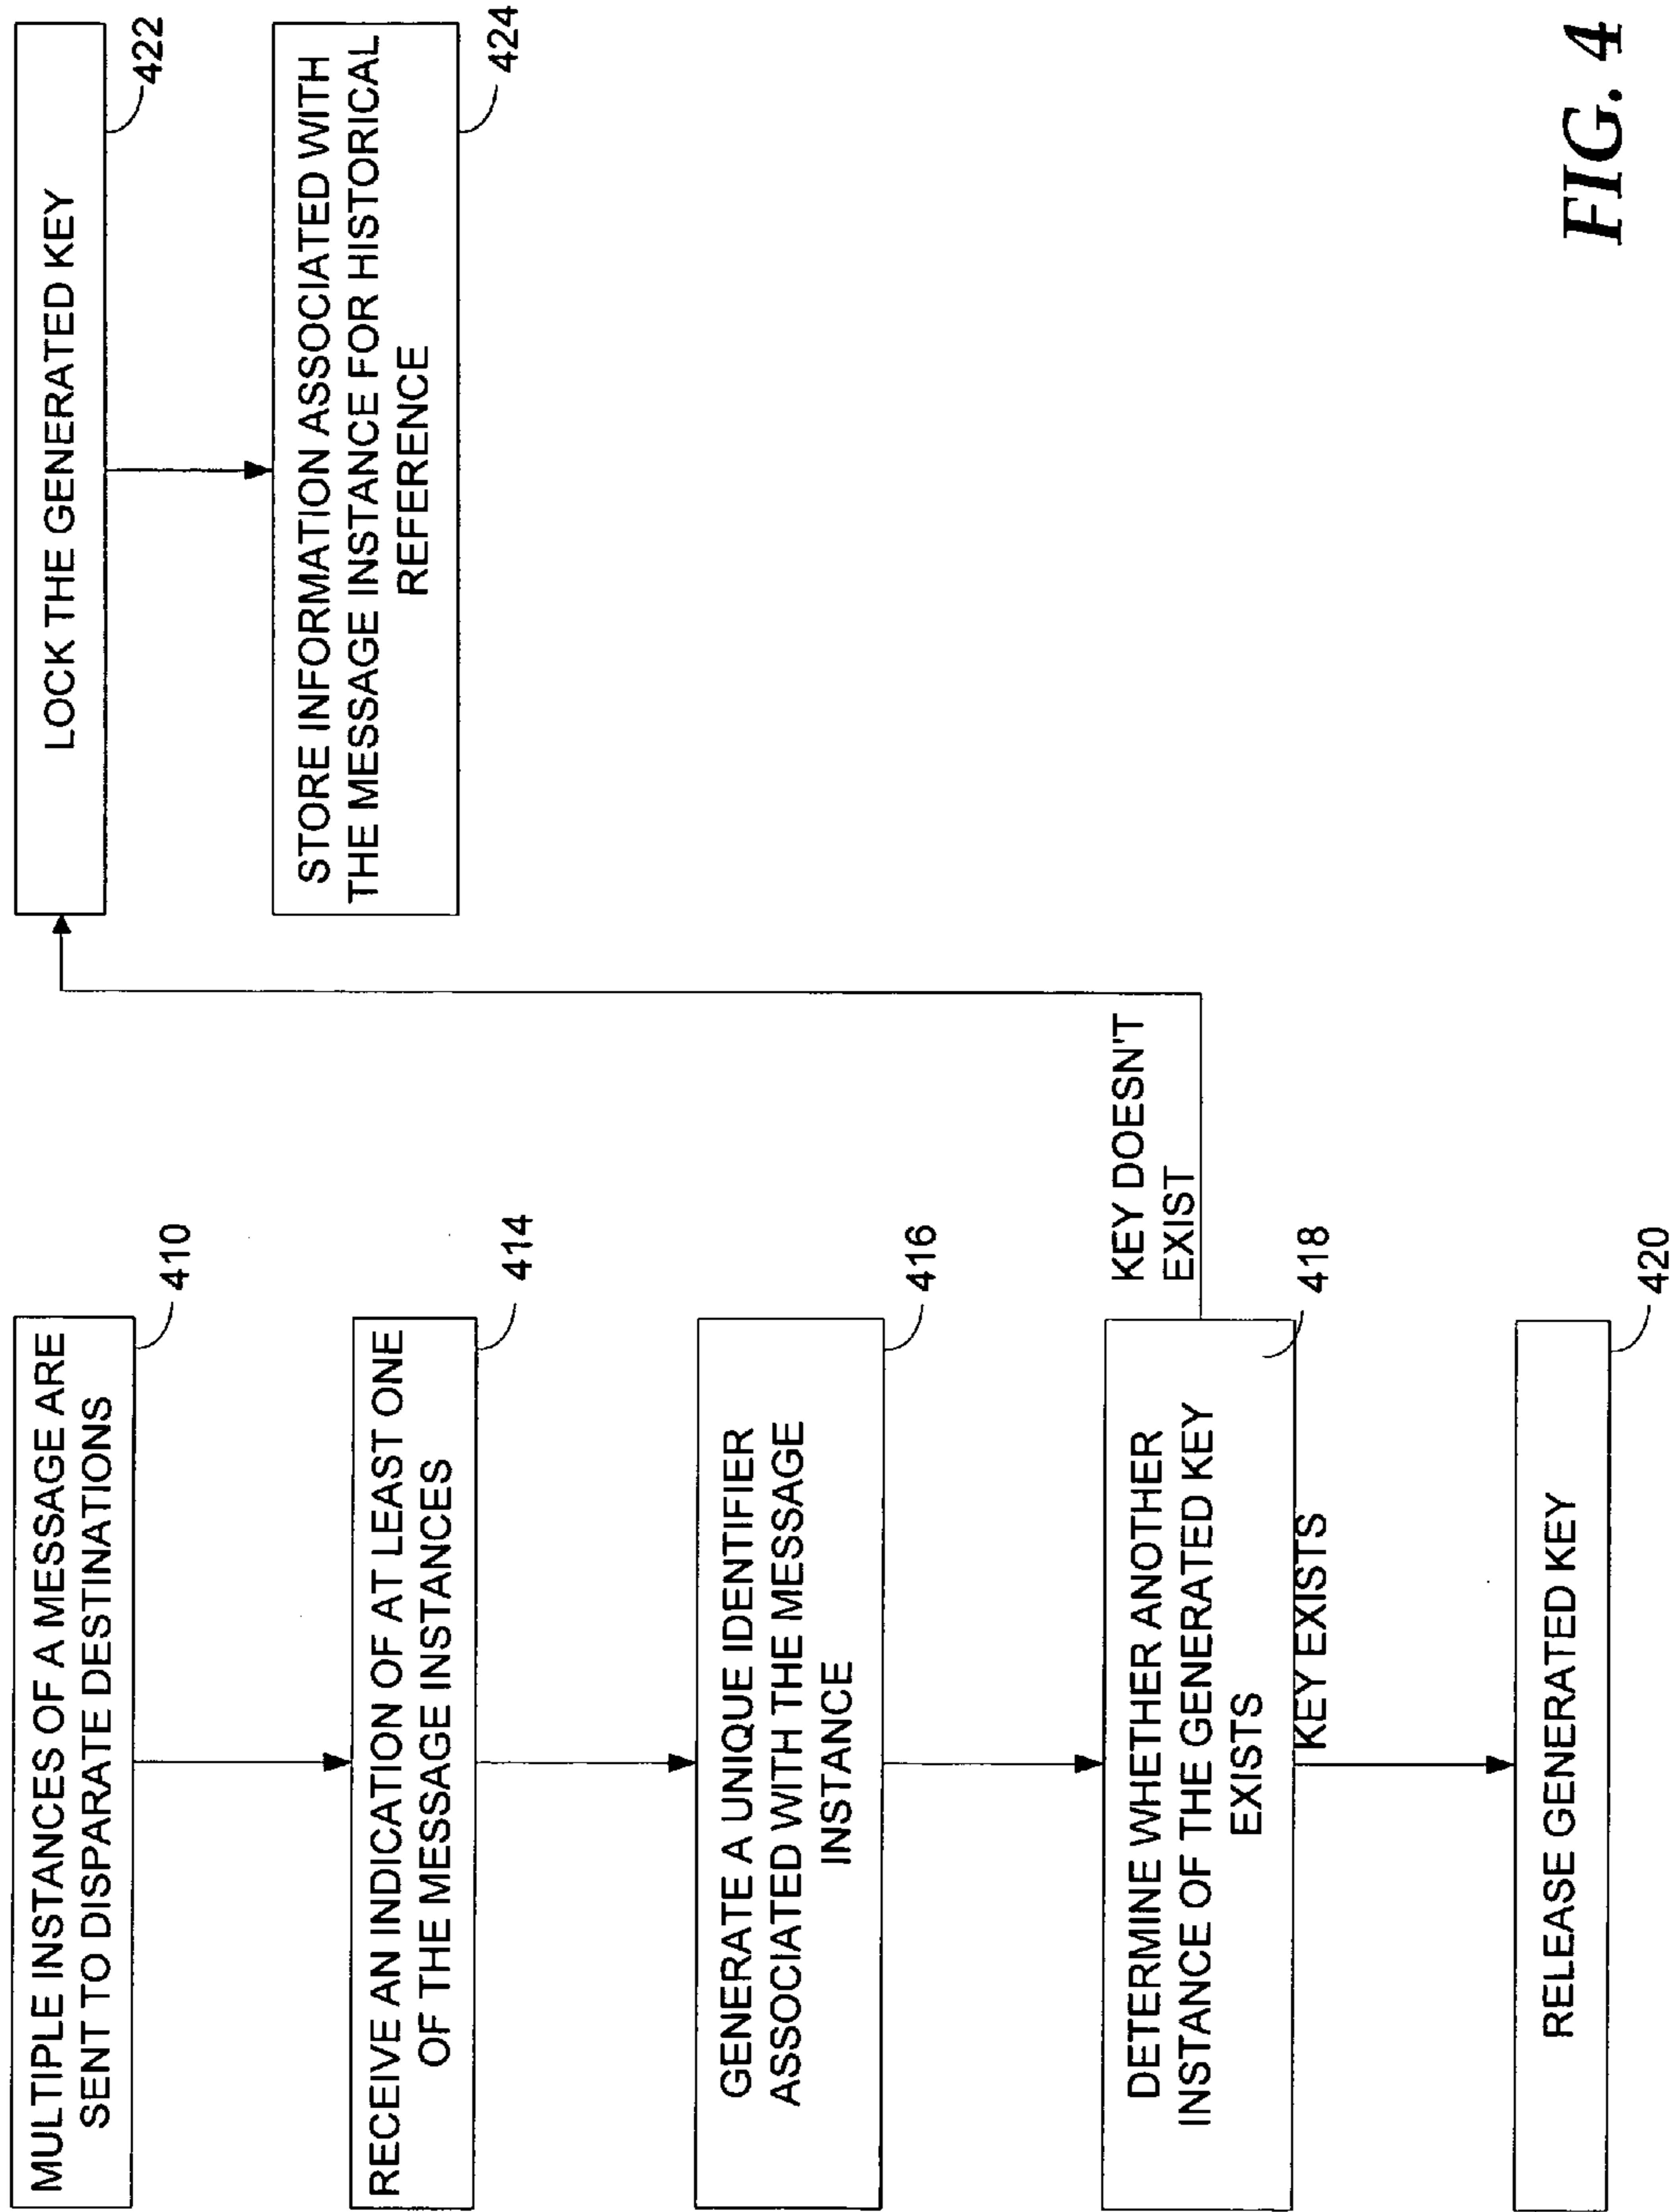 MULTIPLE INSTANCES OF A MESSAGE ARE
SENT TO DISPARATE DESTINATIONS
410
RECEIVE AN INDICATION OF AT LEAST ONE
OF THE MESSAGE INSTANCES
414
GENERATE A UNIQUE IDENTIFIER
ASSOCIATED WITH THE MESSAGE
INSTANCE
416
DETERMINE WHETHER ANOTHER
INSTANCE OF THE GENERATED KEY
EXISTS
418
KEY DOESN'T
EXIST
KEY EXISTS
RELEASE GENERATED KEY
420
LOCK THE GENERATED KEY
422
STORE INFORMATION ASSOCIATED WITH
THE MESSAGE INSTANCE FOR HISTORICAL
REFERENCE
424
FIG. 4